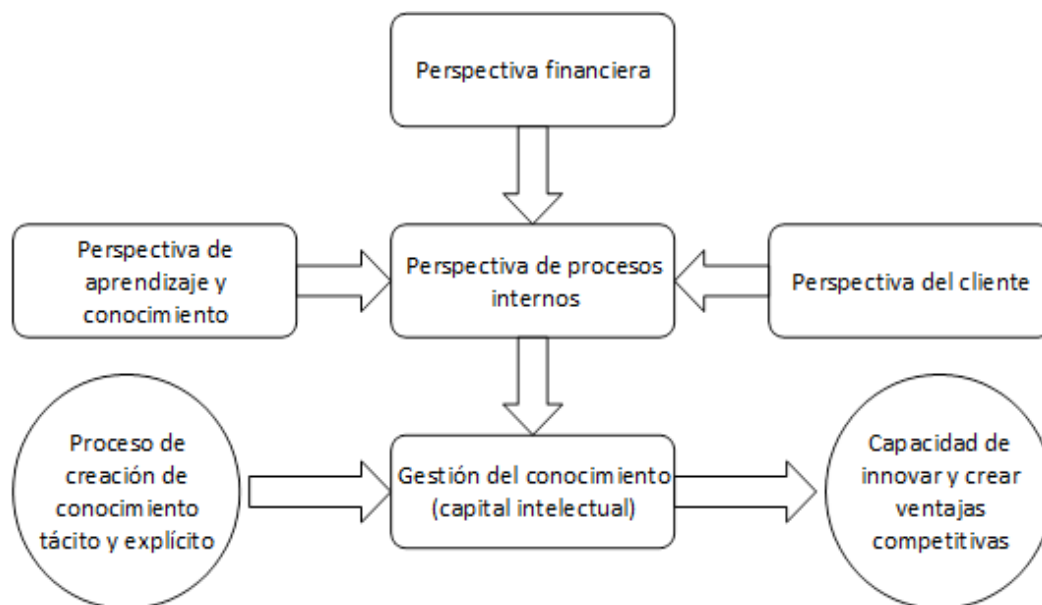 Perspectiva financiera
Perspectiva de
aprendizaje y
conocimiento
Perspectiva de procesos
internos
Perspectiva del cliente
Proceso de
creación de
conocimiento
tácito y explícito
Gestión del conocimiento
(capital intelectual)
Capacidad de
innovar y crear
ventajas
competitivas